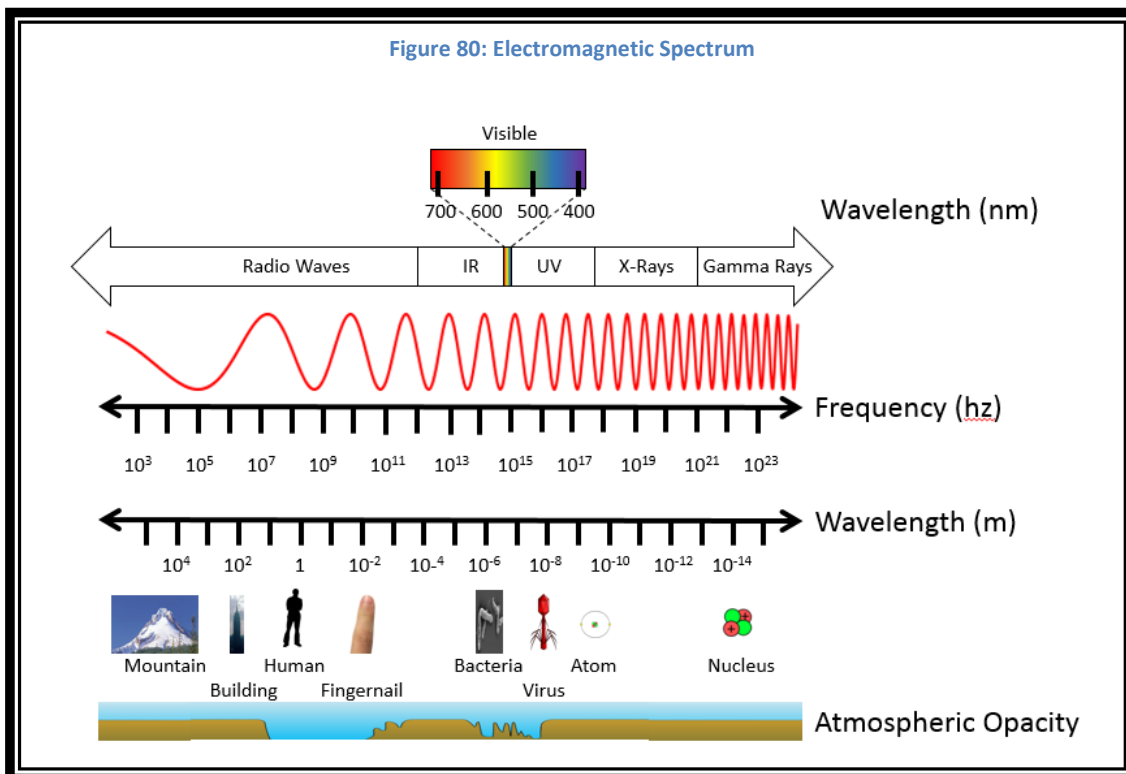 Figure 80: Electromagnetic Spectrum
Visible
700 600 500 400
Wavelength (nm)
Radio Waves IR UV X-Rays Gamma Rays
Frequency (hz)
10³ 10⁵ 10⁷ 10⁹ 10¹¹ 10¹³ 10¹⁵ 10¹⁷ 10¹⁹ 10²¹ 10²³
Wavelength (m)
10⁴ 10² 1 10⁻² 10-⁴ 10⁻⁶ 10⁻⁸ 10⁻¹⁰ 10⁻¹² 10⁻¹⁴
+
+
Mountain Human Bacteria Atom Nucleus
Building Fingernail Virus
Atmospheric Opacity